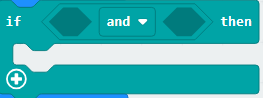 if and then